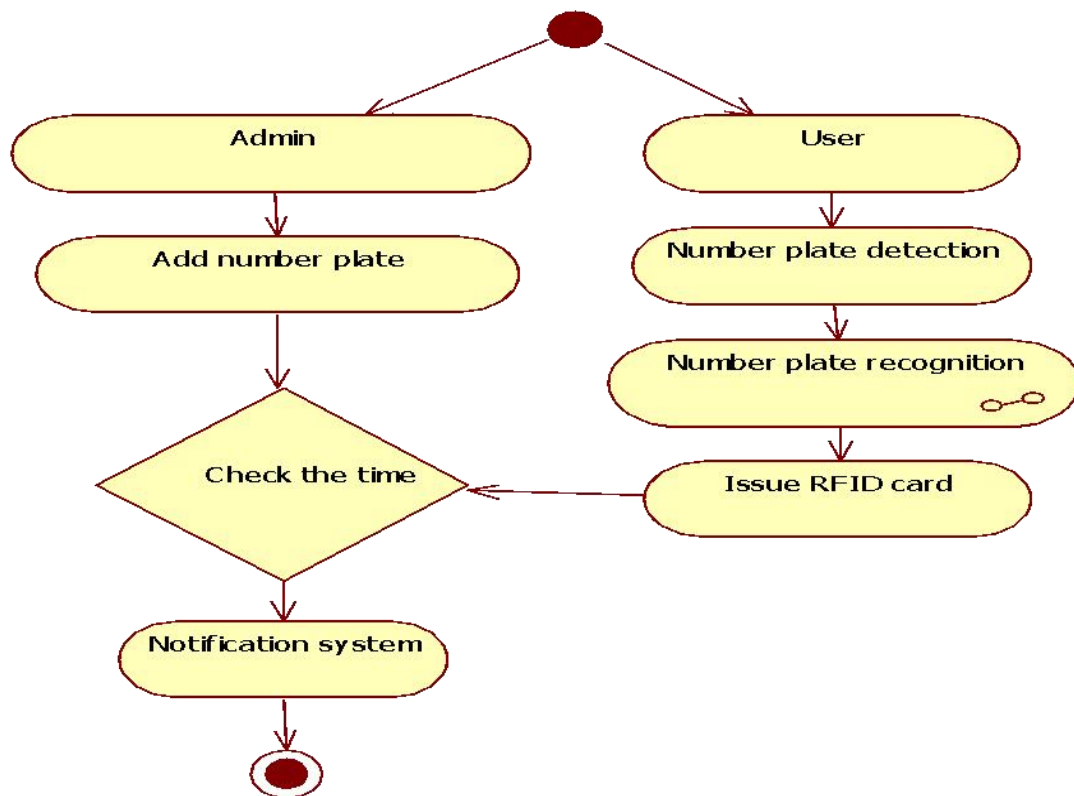 Admin
User
Add number plate
Number plate detection
Number plate recognition
Check the time
Issue RFID card
Notification system